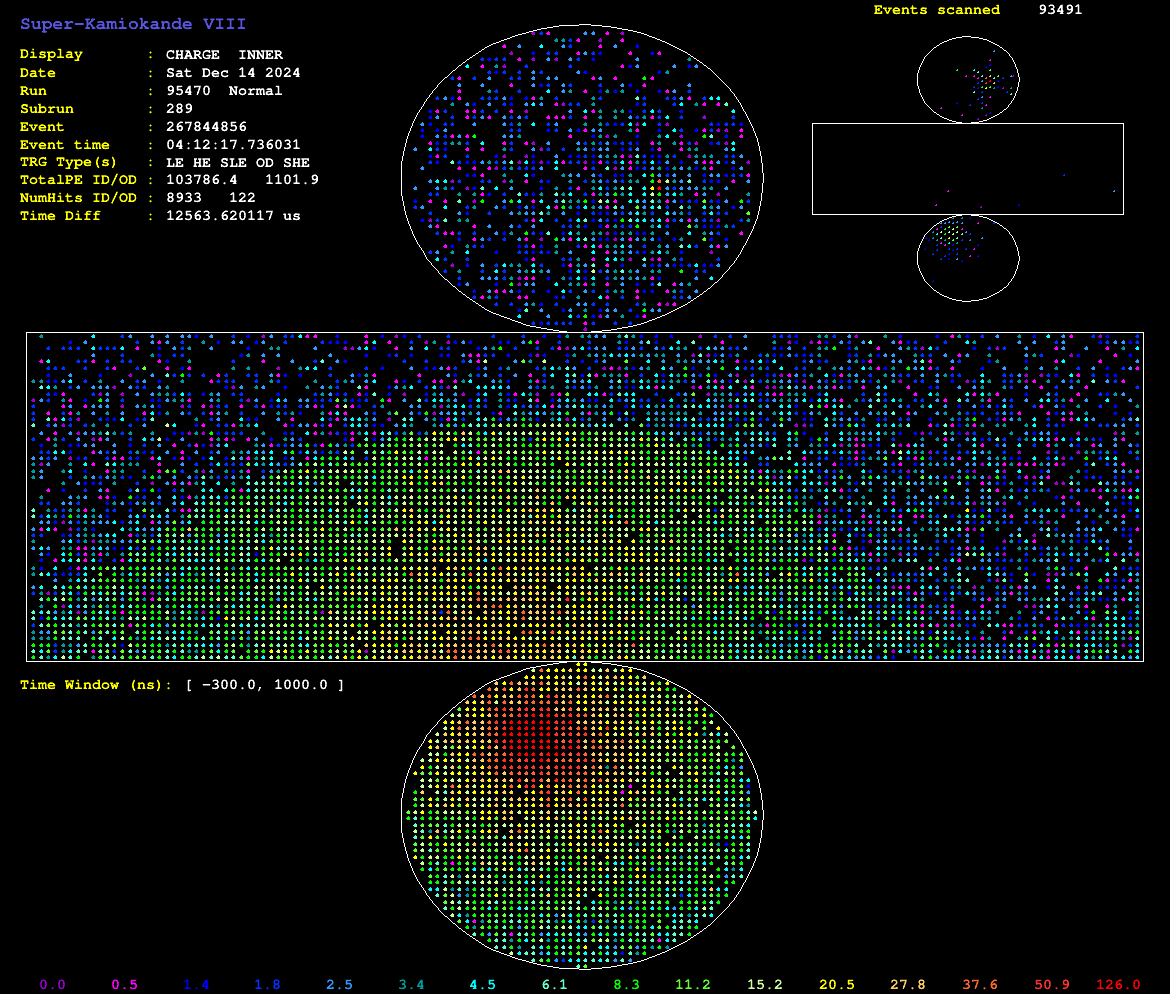 Super-Kamiokande VIII
Events scanned 93491
Display : CHARGE INNER
Date : Sat Dec 14 2024
Run : 95470 Normal
Subrun : 289
Event : 267844856
Event time : 04:12:17.736031
TRG Type(s) : LE HE SLE OD SHE
TotalPE ID/OD : 103786.4 1101.9
NumHits ID/OD : 8933 122
Time Diff : 12563.620117 us
Time Window (ns): [ −300.0, 1000.0 ]
0.0 0.5 1.4 1.8 2.5 3.4 4.5 6.1 8.3 11.2 15.2 20.5 27.8 37.6 50.9 126.0